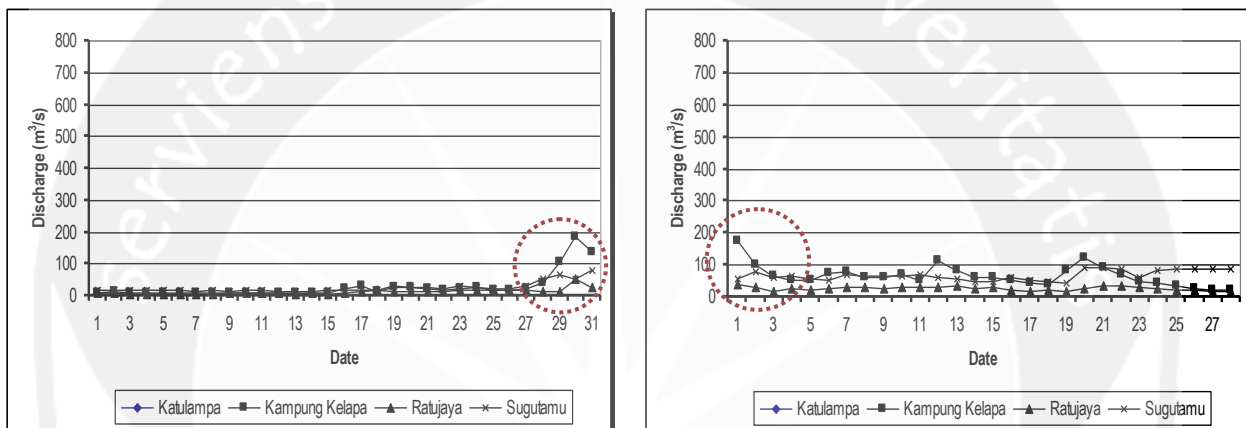 serviens
veritatis
800
700
600
500
400
300
200
100
0
Discharge (m³/s)
1 3 5 7 9 11 13 15 17 19 21 23 25 27 29 31
Date
Katulampa Kampung Kelapa Ratujaya Sugutamu
800
700
600
500
400
300
200
100
0
Discharge (m³/s)
1 3 5 7 9 11 13 15 17 19 21 23 25 27
Date
Katulampa Kampung Kelapa Ratujaya Sugutamu